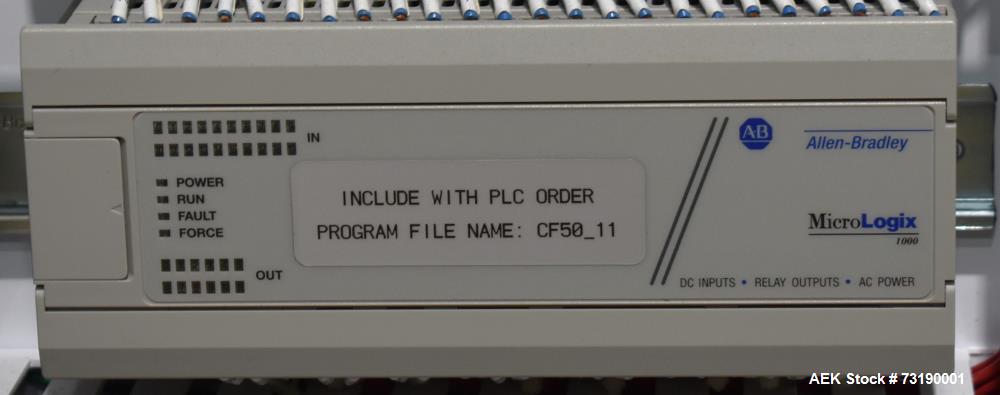 IN
POWER
RUN
FAULT
FORCE
OUT
INCLUDE WITH PLC ORDER
PROGRAM FILE NAME: CF50_11
AB
Allen-Bradley
MicroLogix
1000
DC INPUTS • RELAY OUTPUTS • AC POWER
AEK Stock # 73190001